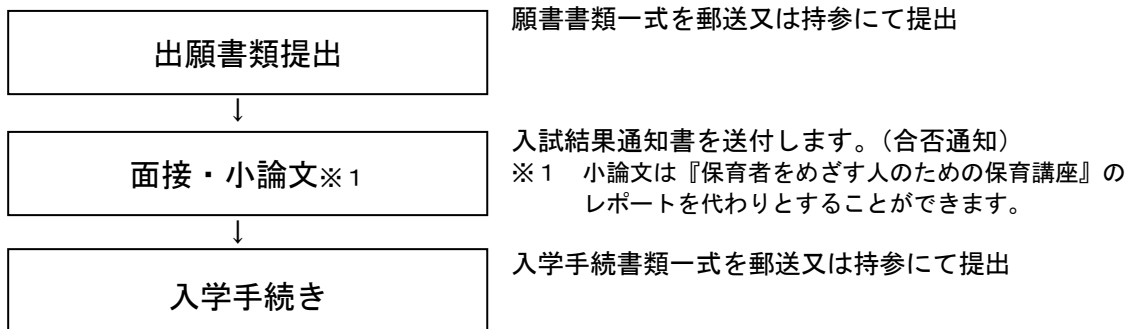 願書書類一式を郵送又は持参にて提出
出願書類提出
↓
入試結果通知書を送付します。（合否通知）
面接・小論文※１
※１　小論文は『保育者をめざす人のための保育講座』の
レポートを代わりとすることができます。
↓
入学手続書類一式を郵送又は持参にて提出
入学手続き